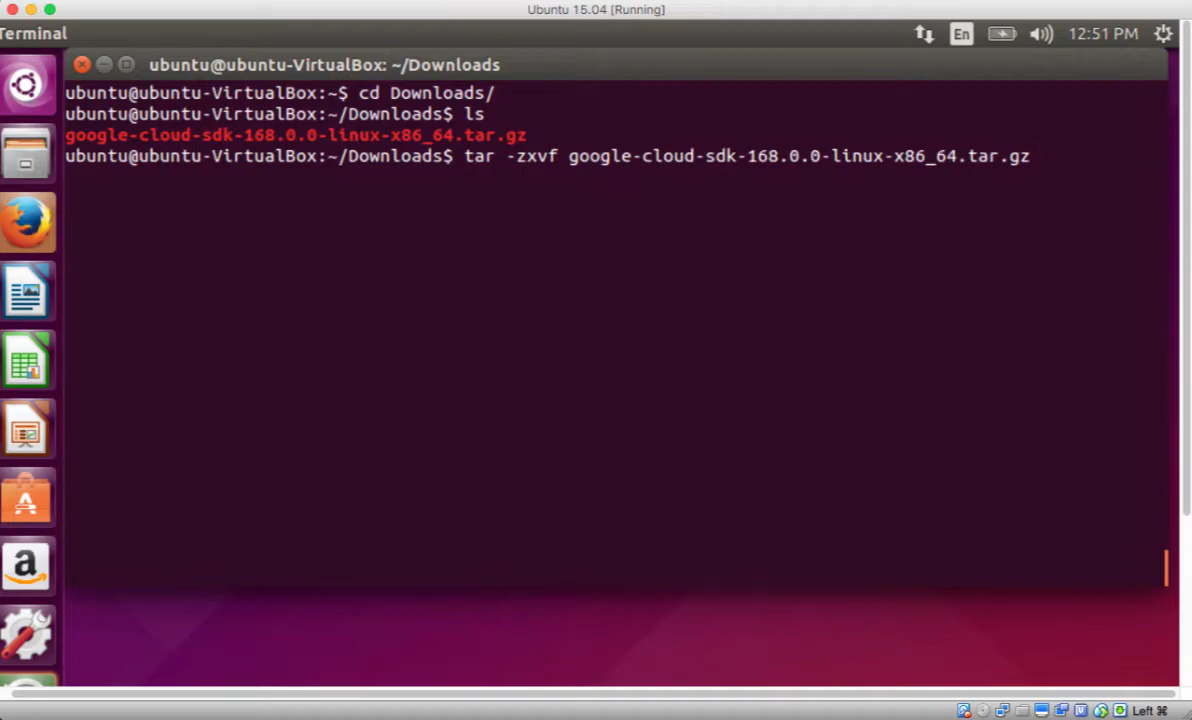 Ubuntu 15.04 [Running]
Terminal
En
12:51 PM
ubuntu@ubuntu-VirtualBox: ~/Downloads
ubuntu@ubuntu-VirtualBox:~$ cd Downloads/
ubuntu@ubuntu-VirtualBox:~/Downloads$ ls
google-cloud-sdk-168.0.0-linux-x86_64.tar.gz
ubuntu@ubuntu-VirtualBox:~/Downloads$ tar -zxvf google-cloud-sdk-168.0.0-linux-x86_64.tar.gz
a
Left ⌘